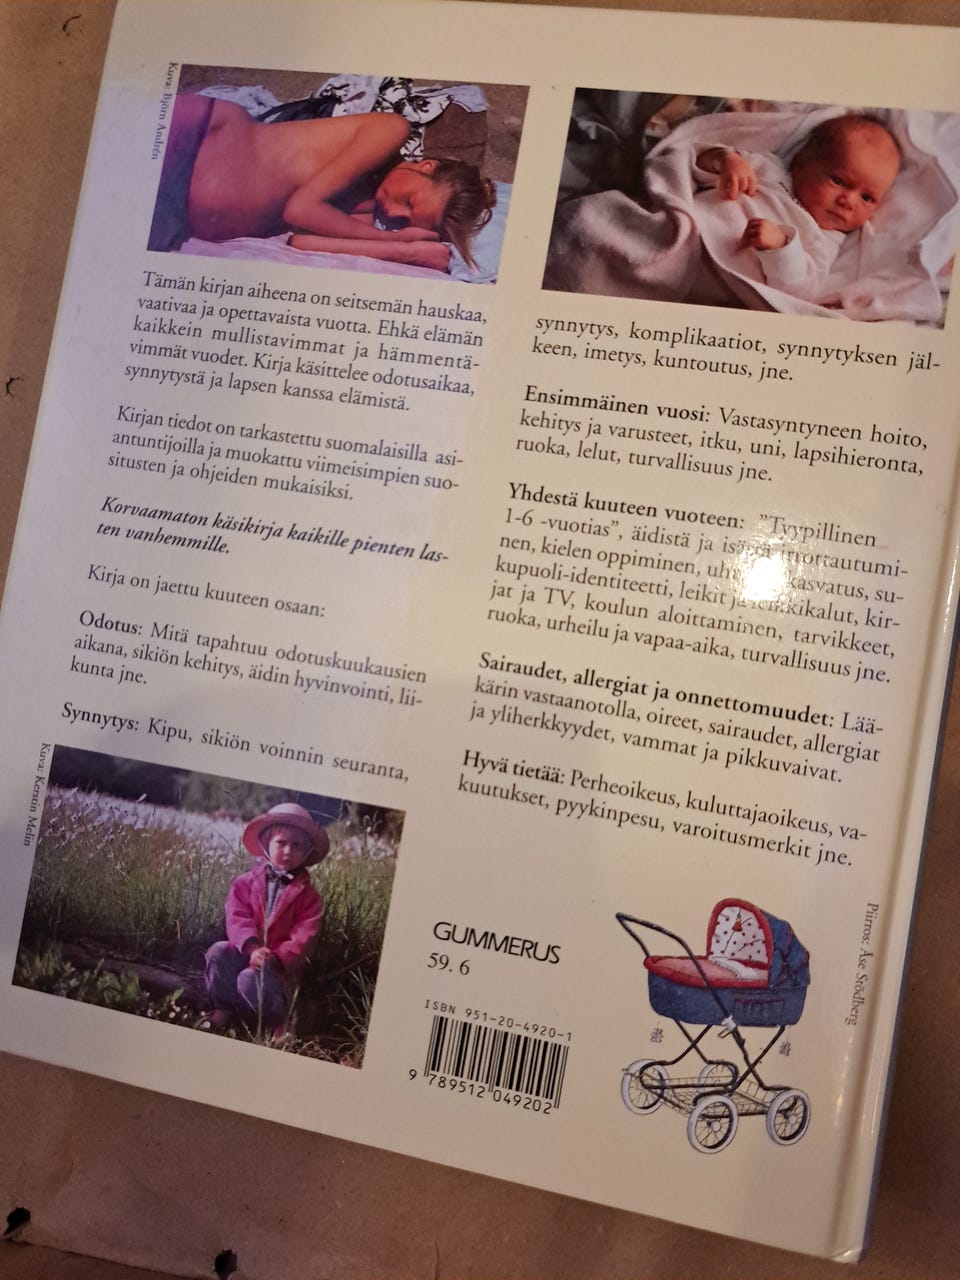 Kuva: Björn Andrén
Tämän kirjan aiheena on seitsemän hauskaa,
vaativaa ja opettavaista vuotta. Ehkä elämän
kaikkein mullistavimmat ja hämmentä-
vimmät vuodet. Kirja käsittelee odotusaikaa,
synnytystä ja lapsen kanssa elämistä.
Kirjan tiedot on tarkastettu suomalaisilla asi-
antuntijoilla ja muokattu viimeisimpien suo-
situsten ja ohjeiden mukaisiksi.
Korvaamaton käsikirja kaikille pienten las-
ten vanhemmille.
Kirja on jaettu kuuteen osaan:
Odotus: Mitä tapahtuu odotuskuukausien
aikana, sikiön kehitys, äidin hyvinvointi, lii-
kunta jne.
Synnytys: Kipu, sikiön voinnin seuranta,
Kuva: Kerstin Melin
synnytys, komplikaatiot, synnytyksen jäl-
keen, imetys, kuntoutus, jne.
Ensimmäinen vuosi: Vastasyntyneen hoito,
kehitys ja varusteet, itku, uni, lapsihieronta,
ruoka, lelut, turvallisuus jne.
Yhdestä kuuteen vuoteen: ”Tyypillinen
1-6 -vuotias”, äidistä ja isästä irrottautumi-
nen, kielen oppiminen, kasvatus, su-
kupuoli-identiteetti, leikit ja leikkikalut, kir-
jat ja TV, koulun aloittaminen, tarvikkeet,
ruoka, urheilu ja vapaa-aika, turvallisuus jne.
Sairaudet, allergiat ja onnettomuudet: Lää-
kärin vastaanotolla, oireet, sairaudet, allergiat
ja yliherkkyydet, vammat ja pikkuvaivat.
Hyvä tietää: Perheoikeus, kuluttajaoikeus, va-
kuutukset, pyykinpesu, varoitusmerkit jne.
GUMMERUS
59. 6
ISBN 951-20-4920-1
9 789512 049202
Piirros: Åse Stödberg